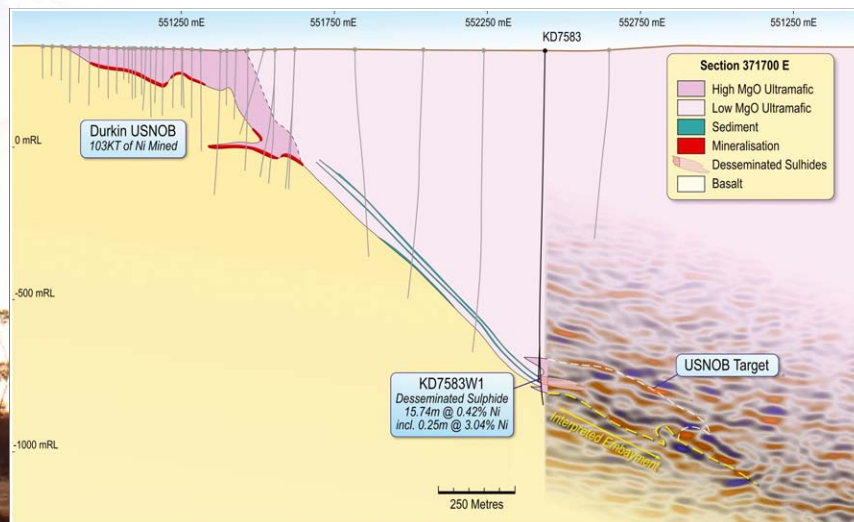 551250 mE
551750 mE
552250 mE
552750 mE
551250 mE
KD7583
Section 371700 E
High MgO Ultramafic
Low MgO Ultramafic
Sediment
Mineralisation
Desseminated Sulphides
Basalt
Durkin USNOB
103KT of Ni Mined
0 mRL
-500 mRL
-1000 mRL
KD7583W1
Desseminated Sulphide
15.74m @ 0.42% Ni
incl. 0.25m @ 3.04% Ni
USNOB Target
Interpreted Embayment
250 Metres